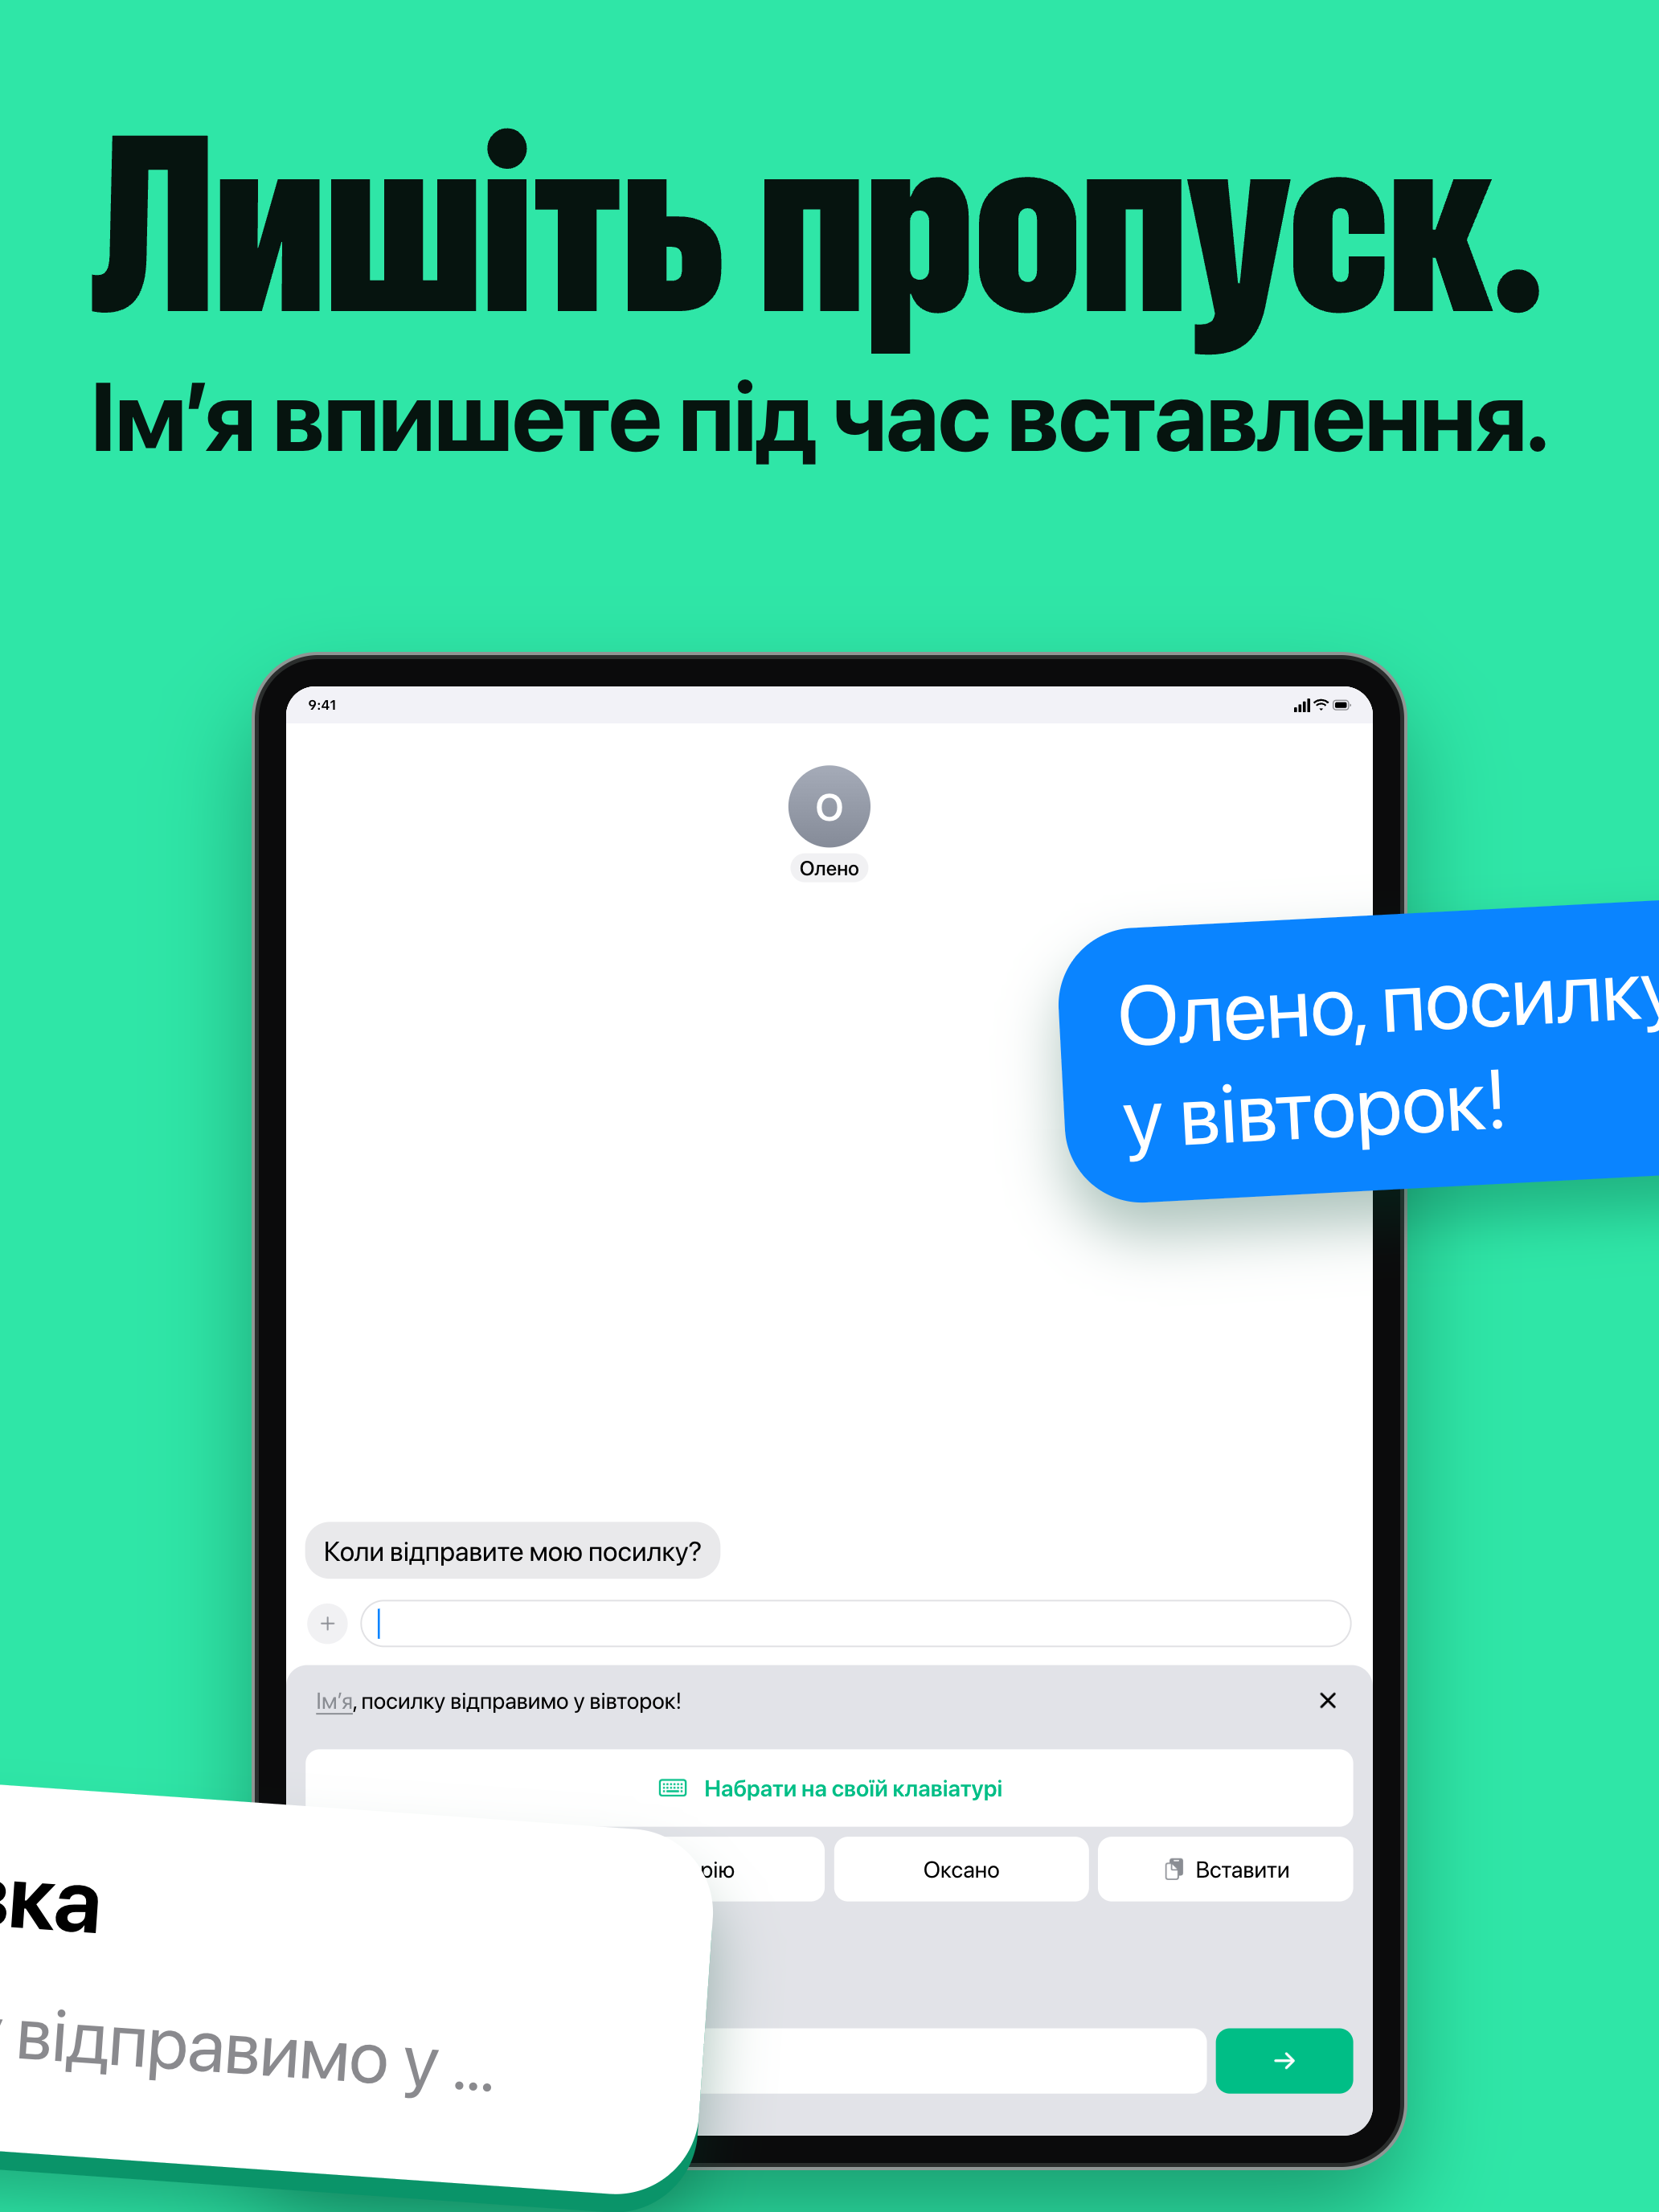 Лишіть пропуск.
Ім’я впишете під час вставлення.
9:41
О
Олено
Олено, посилку
у вівторок!
Коли відправите мою посилку?
Ім’я, посилку відправимо у вівторок!
Набрати на своїй клавіатурі
Оксано
Вставити
відправимо у ...